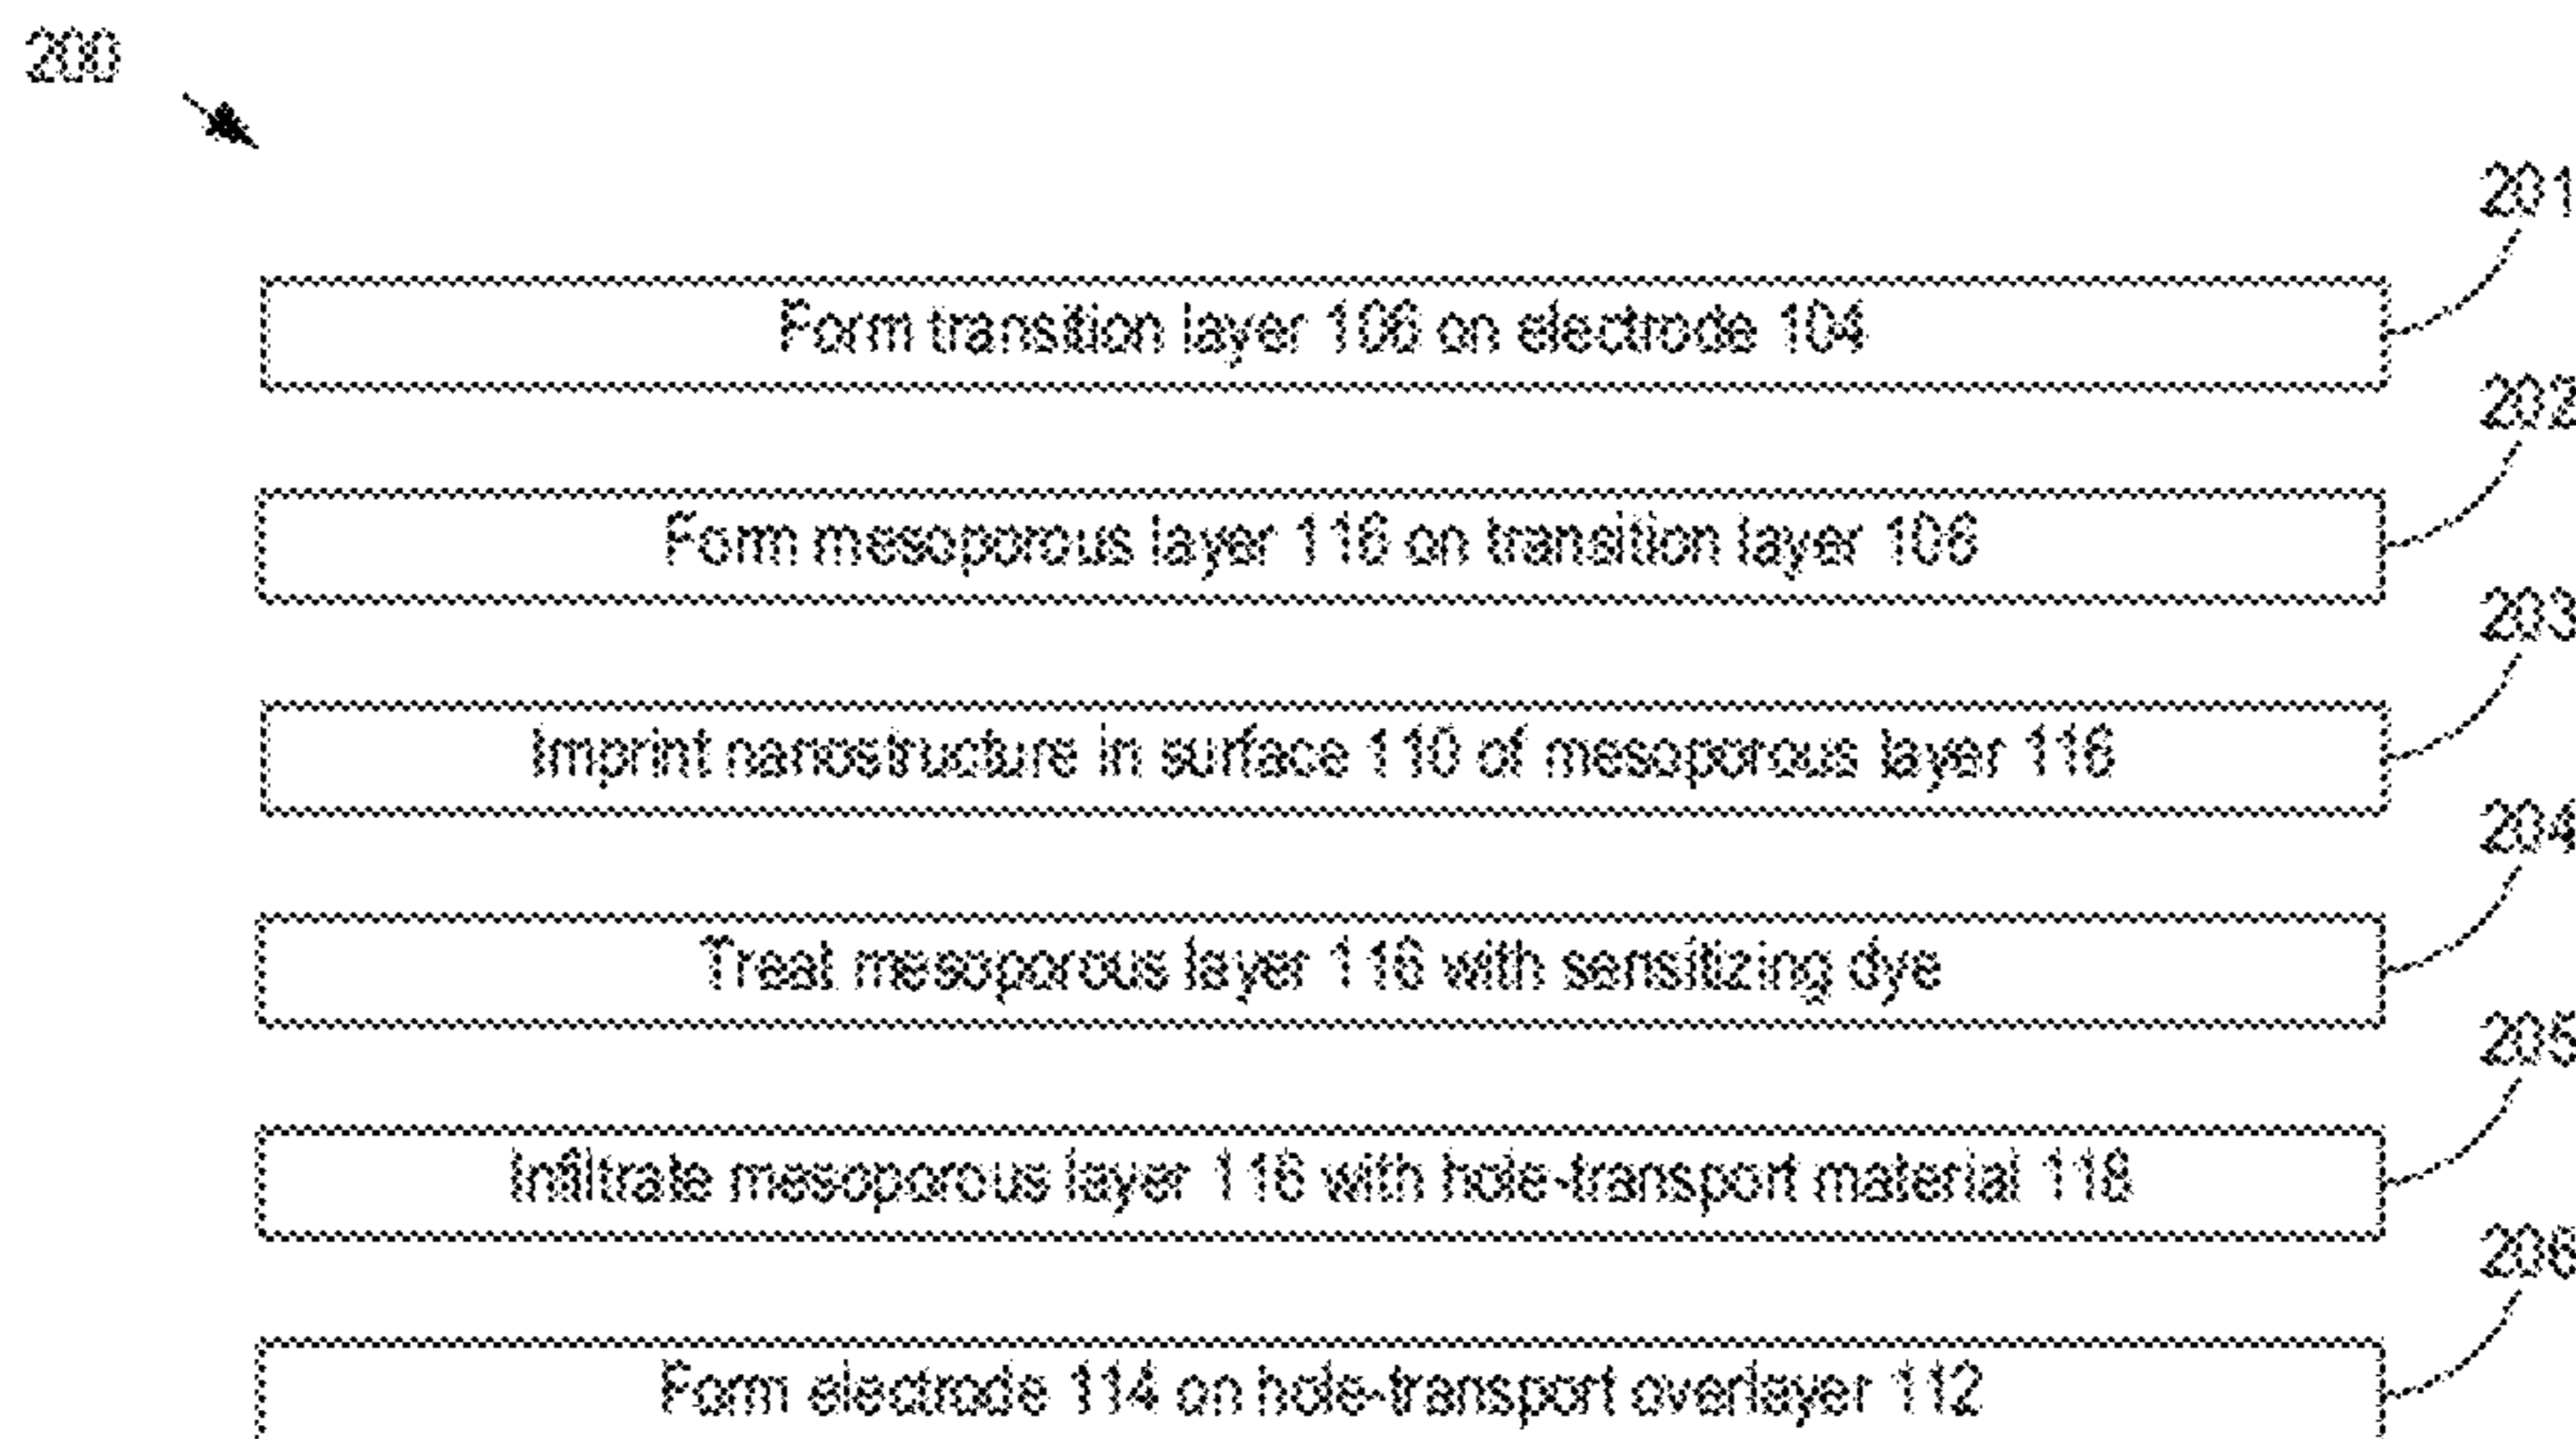 200
201
Form transition layer 106 on electrode 104
202
Form mesoporous layer 116 on transition layer 106
203
Imprint nanostructure in surface 110 of mesoporous layer 116
204
Treat mesoporous layer 116 with sensitizing dye
205
Infiltrate mesoporous layer 116 with hole-transport material 118
206
Form electrode 114 on hole-transport overlayer 112